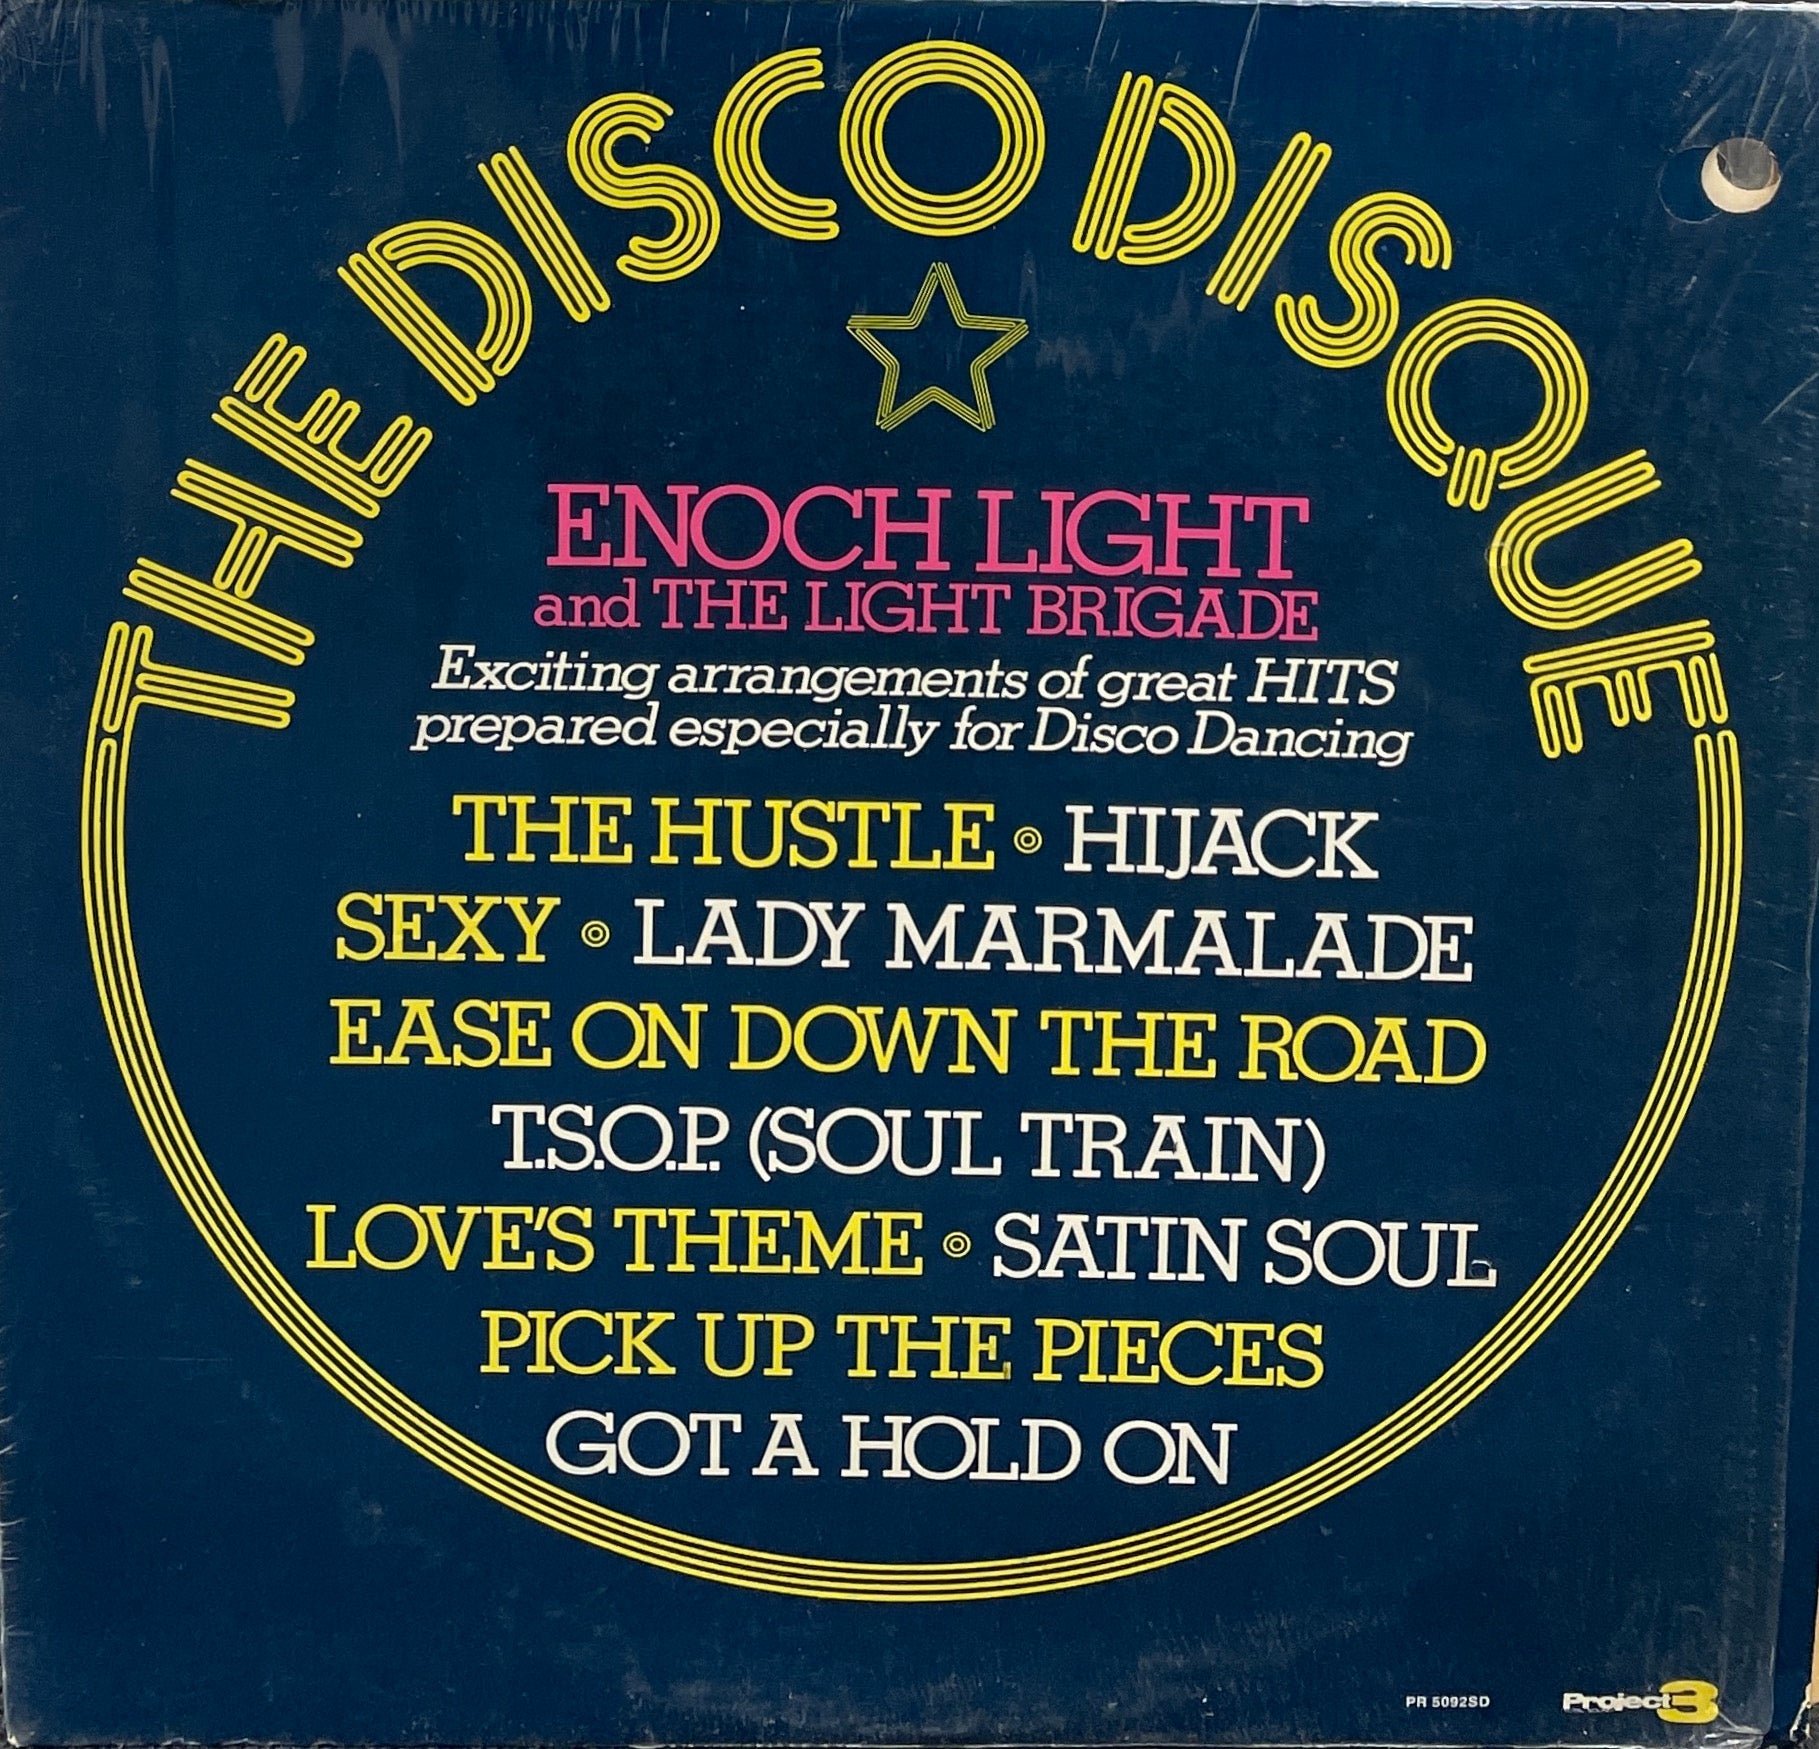 THE DISCO DISQUE
ENOCH LIGHT
and THE LIGHT BRIGADE
Exciting arrangements of great HITS
prepared especially for Disco Dancing
THE HUSTLE • HIJACK
SEXY • LADY MARMALADE
EASE ON DOWN THE ROAD
T.S.O.P. (SOUL TRAIN)
LOVE'S THEME • SATIN SOUL
PICK UP THE PIECES
GOT A HOLD ON
PR 5092SD
Project 3